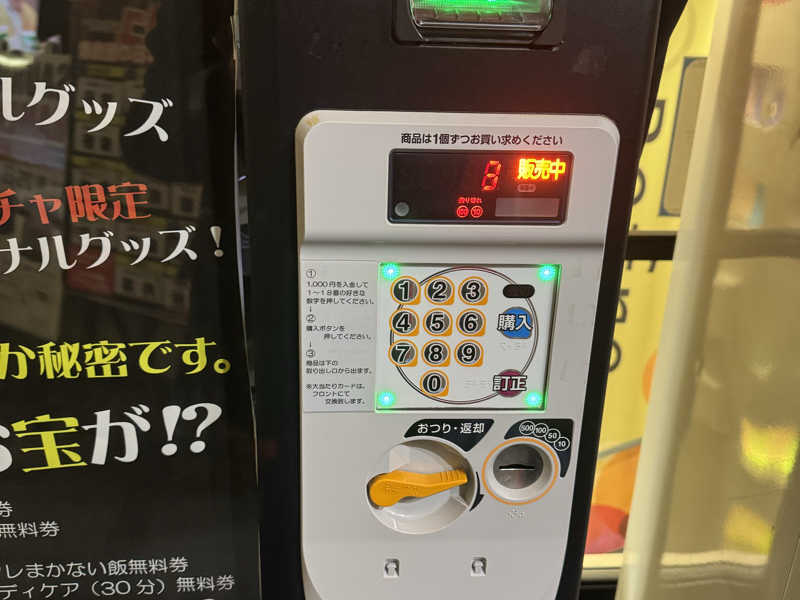 ルグッズ
チャ限定
ナルグッズ!
か秘密です。
お宝が!?
券
無料券
まかない飯無料券
ディケア(30分)無料券
商品は1個ずつお買い求めください
8 販売中
売り切れ
50 10
①
1,000円を入金して
1〜18番の好きな
数字を押してください。
↓
②
購入ボタンを
押してください。
↓
③
商品は下の
取り出し口から出ます。
※大当たりカードは、
フロントにて
交換致します。
1 2 3
4 5 6 購入
7 8 9
0 訂正
おつり・返却
500 100 50 10